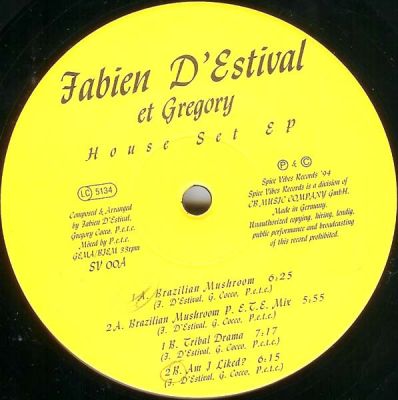 Fabien D'Estival
et Gregory
House Set EP
LC 5134
Composed & Arranged
by Fabien D'Estival,
Gregory Cocco, P.e.t.e.
Mixed by P.e.t.e.
GEMA/BIEM 33rpm
SV 00A
P & C
Spice Vibes Records '94
Spice Vibes Records is a division of
CB MUSIC COMPANY GmbH.
Made in Germany.
Unauthorized copying, hiring, lendig,
public performance and broadcasting
of this record prohibited.
1A. Brazilian Mushroom 6:25
(F. D'Estival, G. Cocco, P.e.t.e.)
2A. Brazilian Mushroom P.E.T.E. Mix 5:55
(F. D'Estival, G. Cocco, P.e.t.e.)
1B. Tribal Drama 7:17
(F. D'Estival, G. Cocco, P.e.t.e.)
2B. Am I Liked? 6:15
(F. D'Estival, G. Cocco, P.e.t.e.)